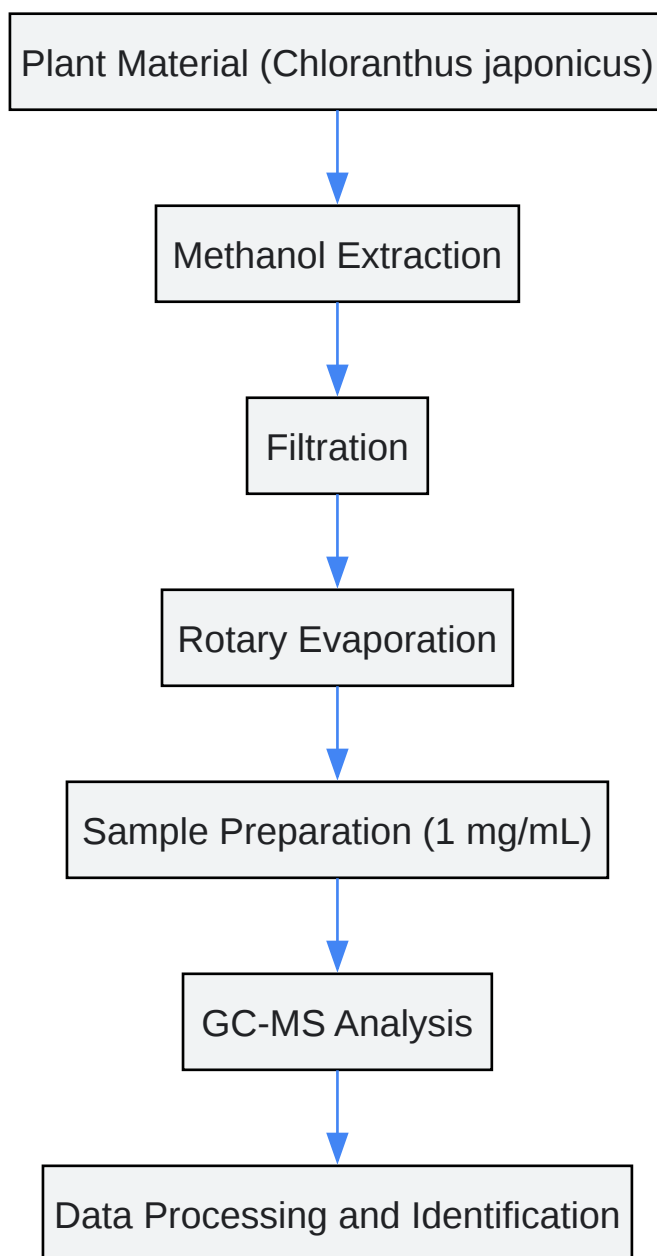 Plant Material (Chloranthus japonicus)
Methanol Extraction
Filtration
Rotary Evaporation
Sample Preparation (1 mg/mL)
GC-MS Analysis
Data Processing and Identification